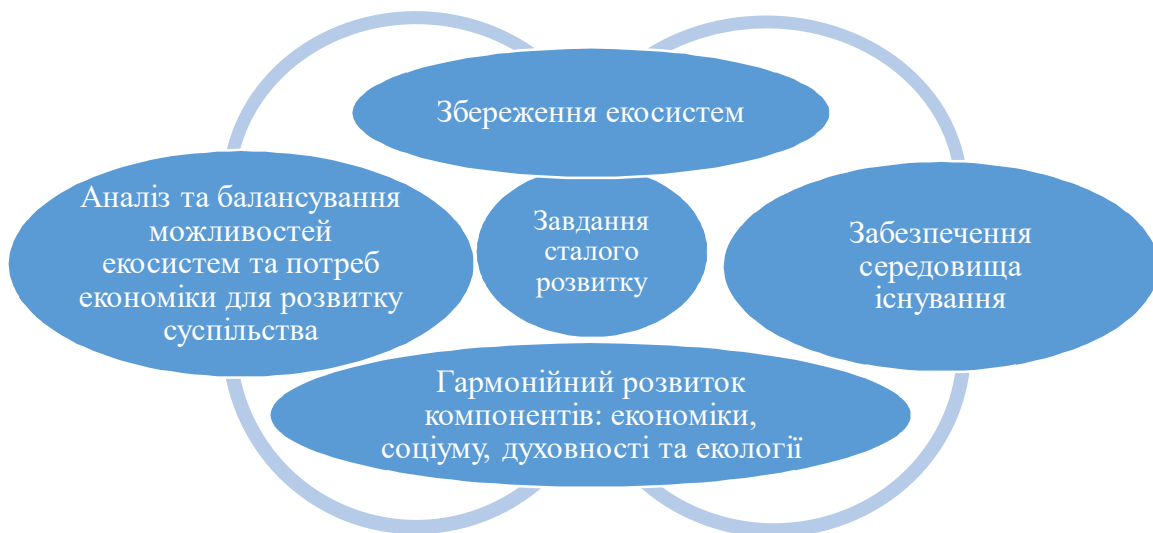 Збереження екосистем
Аналіз та балансування
можливостей
екосистем та потреб
економіки для розвитку
суспільства
Завдання
сталого
розвитку
Забезпечення
середовища
існування
Гармонійний розвиток
компонентів: економіки,
соціуму, духовності та екології